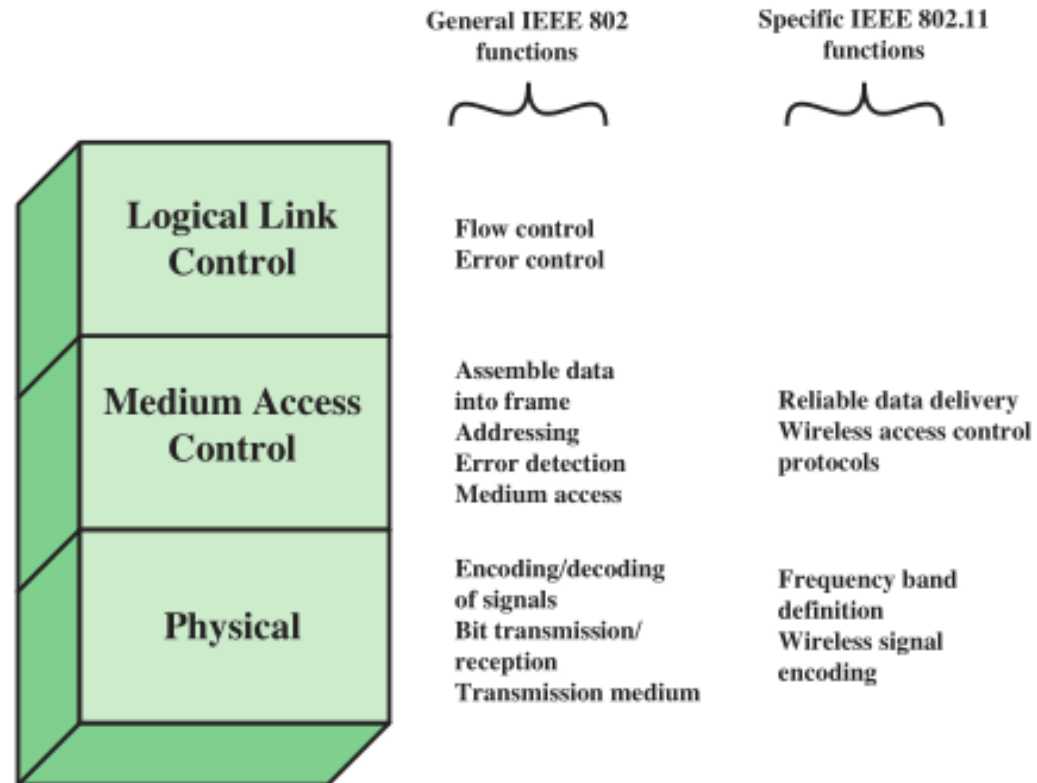 General IEEE 802
functions
Specific IEEE 802.11
functions
Logical Link
Control
Flow control
Error control
Medium Access
Control
Assemble data
into frame
Addressing
Error detection
Medium access
Reliable data delivery
Wireless access control
protocols
Physical
Encoding/decoding
of signals
Bit transmission/
reception
Transmission medium
Frequency band
definition
Wireless signal
encoding